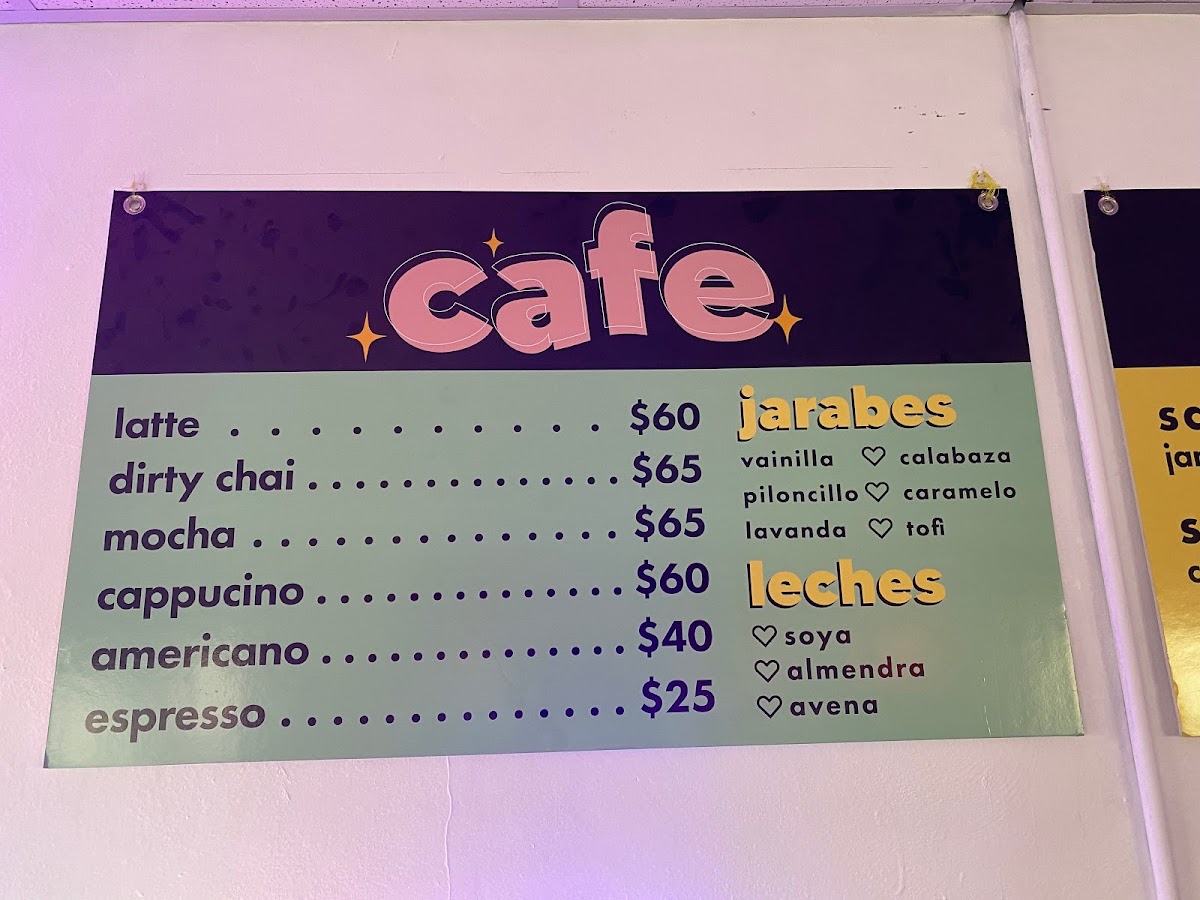 cafe
latte . . . . . . . . . . $60
dirty chai . . . . . . . . . . . . . . . $65
mocha . . . . . . . . . . . . . . $65
cappucino . . . . . . . . . . . . . . . $60
americano . . . . . . . . . . . . . . . $40
espresso . . . . . . . . . . . . . . . $25
jarabes
vainilla ♡ calabaza
piloncillo ♡ caramelo
lavanda ♡ tofi
leches
♡ soya
♡ almendra
♡ avena